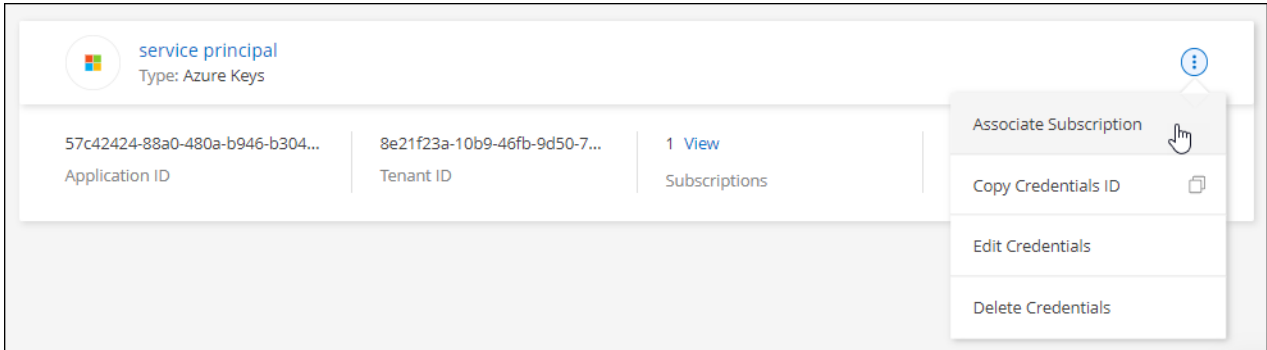 service principal
Type: Azure Keys
57c42424-88a0-480a-b946-b304...
Application ID
8e21f23a-10b9-46fb-9d50-7...
Tenant ID
1 View
Subscriptions
Associate Subscription
Copy Credentials ID
Edit Credentials
Delete Credentials